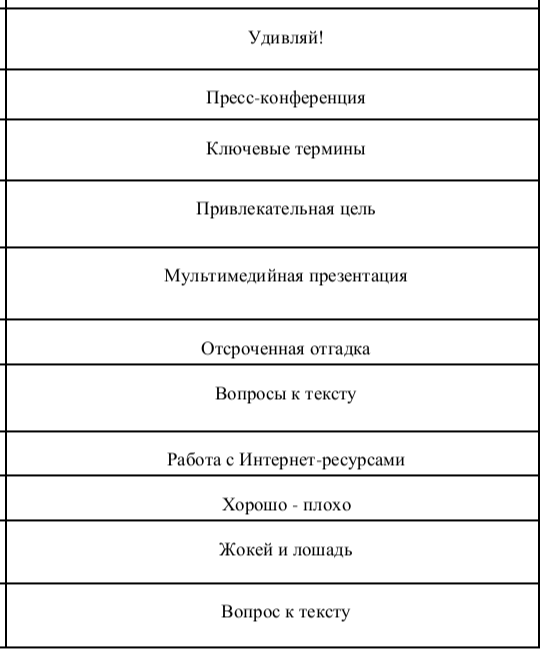 Удивляй!
Пресс-конференция
Ключевые термины
Привлекательная цель
Мультимедийная презентация
Отсроченная отгадка
Вопросы к тексту
Работа с Интернет-ресурсами
Хорошо - плохо
Жокей и лошадь
Вопрос к тексту